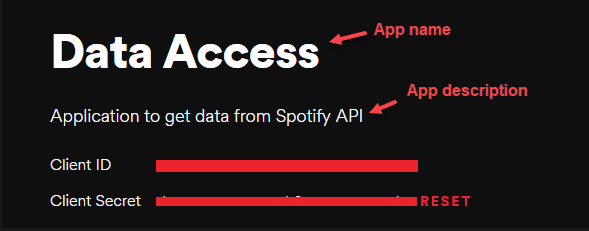 Data Access
App name
App description
Application to get data from Spotify API
Client ID
Client Secret RESET